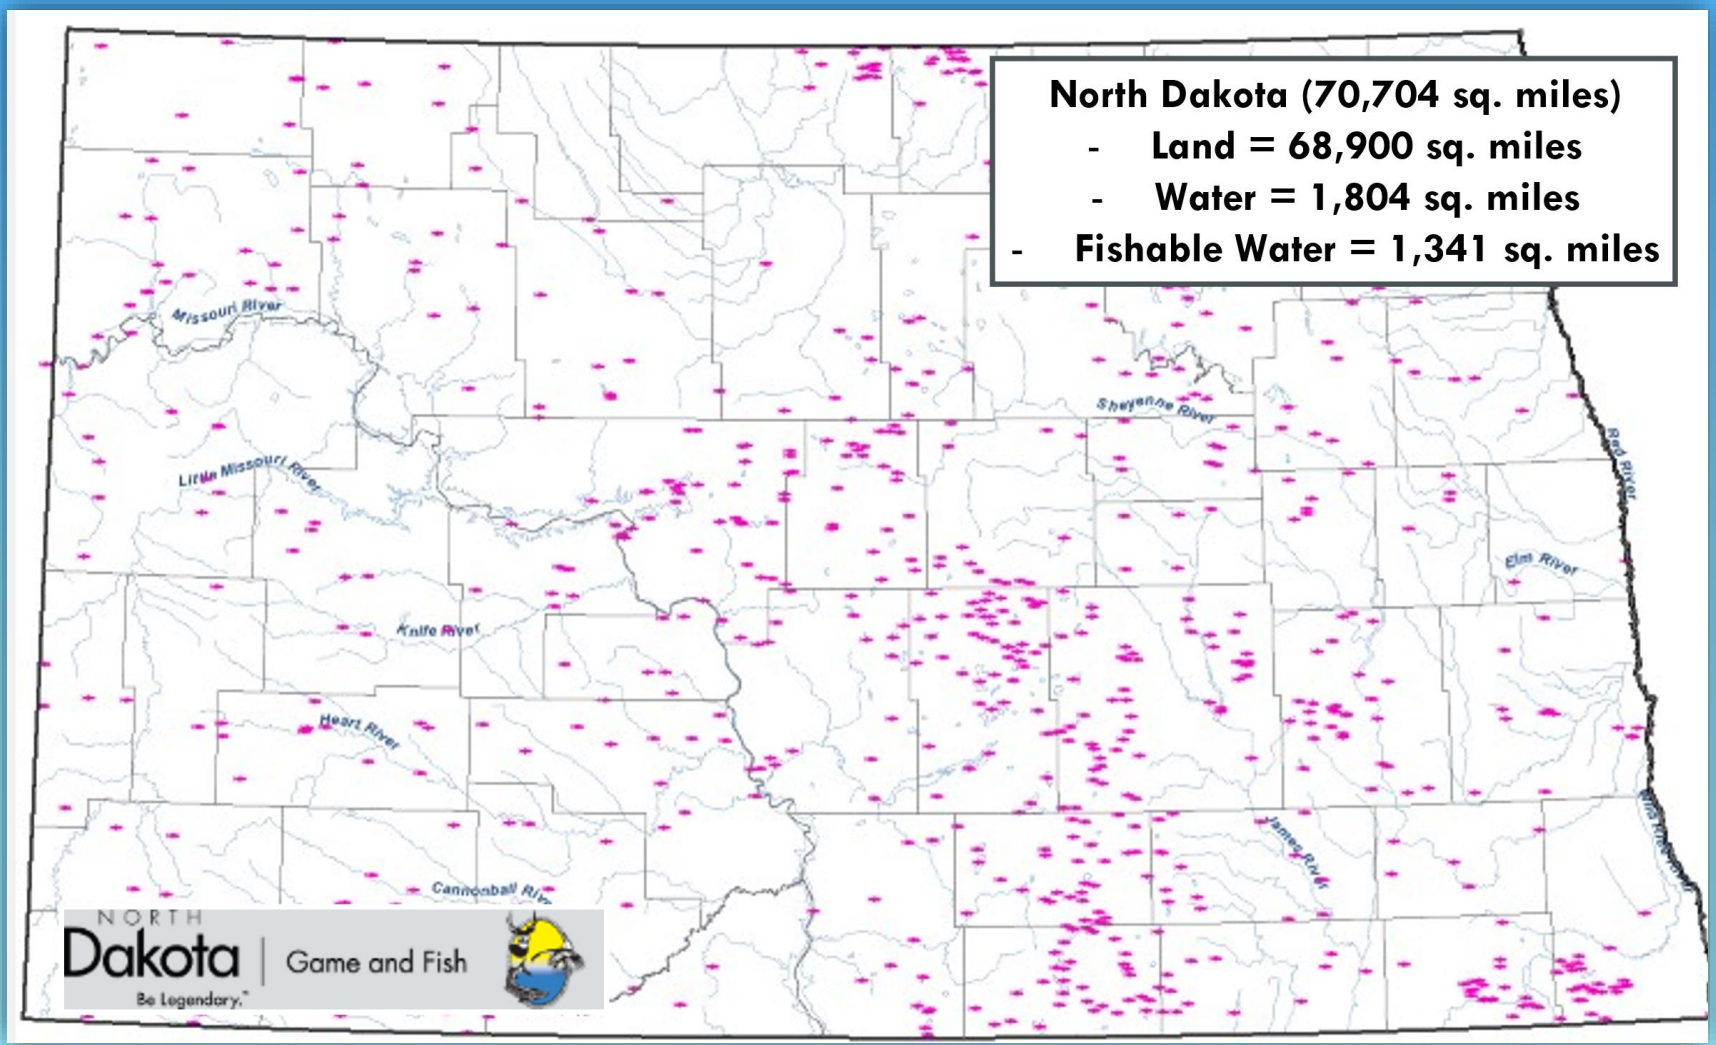 North Dakota (70,704 sq. miles)
- Land = 68,900 sq. miles
- Water = 1,804 sq. miles
- Fishable Water = 1,341 sq. miles
Missouri River
Sheyenne River
Red River
Little Missouri River
Elm River
Knife River
Heart River
James River
Cannonball River
NORTH
Dakota
Be Legendary.™
Game and Fish